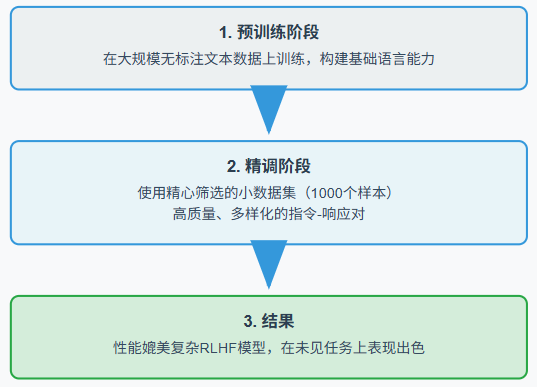 1. 预训练阶段
在大规模无标注文本数据上训练，构建基础语言能力
2. 精调阶段
使用精心筛选的小数据集（1000个样本）
高质量、多样化的指令-响应对
3. 结果
性能媲美复杂RLHF模型，在未见任务上表现出色